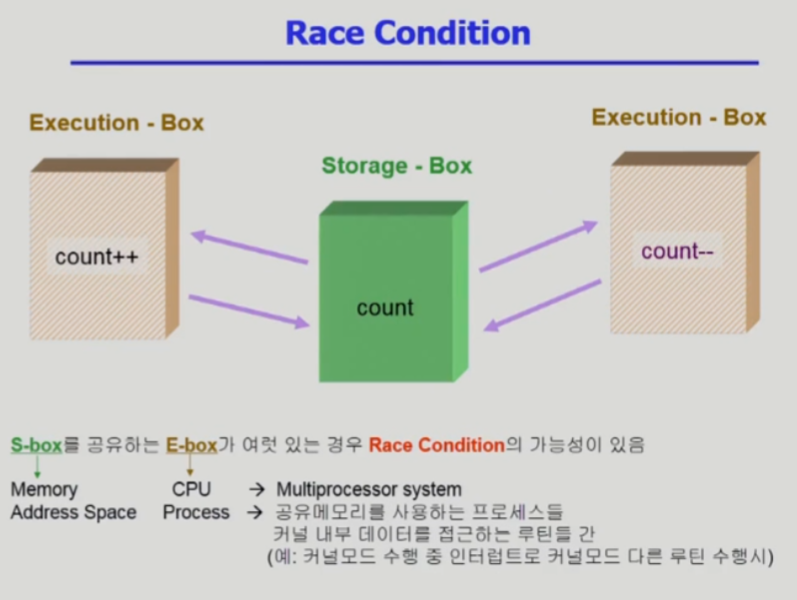 Race Condition
Execution - Box
Execution - Box
Storage - Box
count++
count
count--
S-box를 공유하는 E-box가 여럿 있는 경우 Race Condition의 가능성이 있음
Memory CPU → Multiprocessor system
Address Space Process → 공유메모리를 사용하는 프로세스들
커널 내부 데이터를 접근하는 루틴들 간
(예: 커널모드 수행 중 인터럽트로 커널모드 다른 루틴 수행시)